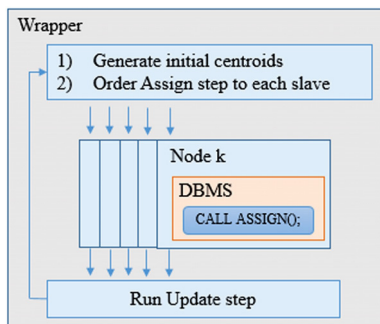 Wrapper
1) Generate initial centroids
2) Order Assign step to each slave
Node k
DBMS
CALL ASSIGN();
Run Update step